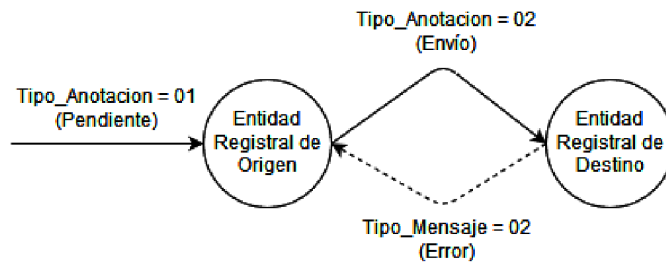 Tipo_Anotacion = 02
(Envío)
Tipo_Anotacion = 01
(Pendiente)
Entidad
Registral de
Origen
Entidad
Registral de
Destino
Tipo_Mensaje = 02
(Error)